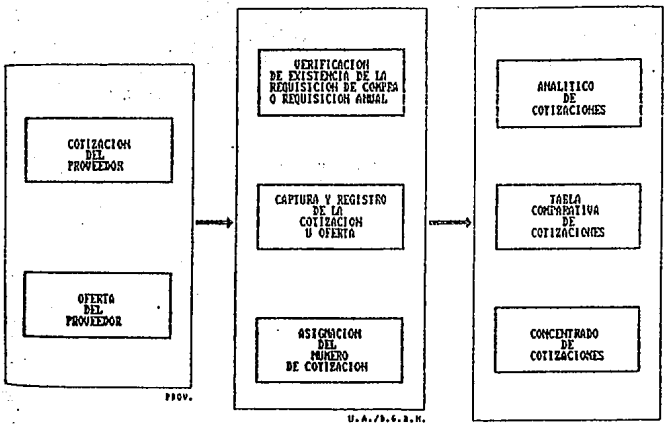 COTIZACION
DEL
PROVEEDOR
OFERTA
DEL
PROVEEDOR
PROV.
VERIFICACION
DE EXISTENCIA DE LA
REQUISICION DE COMPRA
O REQUISICION ANUAL
CAPTURA Y REGISTRO
DE LA
COTIZACION
U OFERTA
ASIGNACION
DEL
NUMERO
DE COTIZACION
U.A./D.G.R.M.
ANALITICO
DE
COTIZACIONES
TABLA
COMPARATIVA
DE
COTIZACIONES
CONCENTRADO
DE
COTIZACIONES